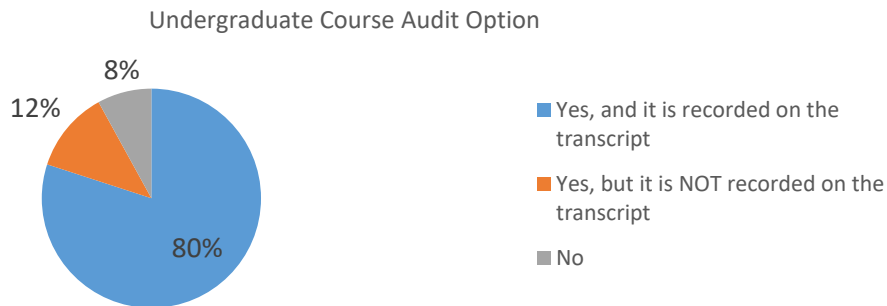 Undergraduate Course Audit Option
8%
12%
80%
Yes, and it is recorded on the
transcript
Yes, but it is NOT recorded on the
transcript
No